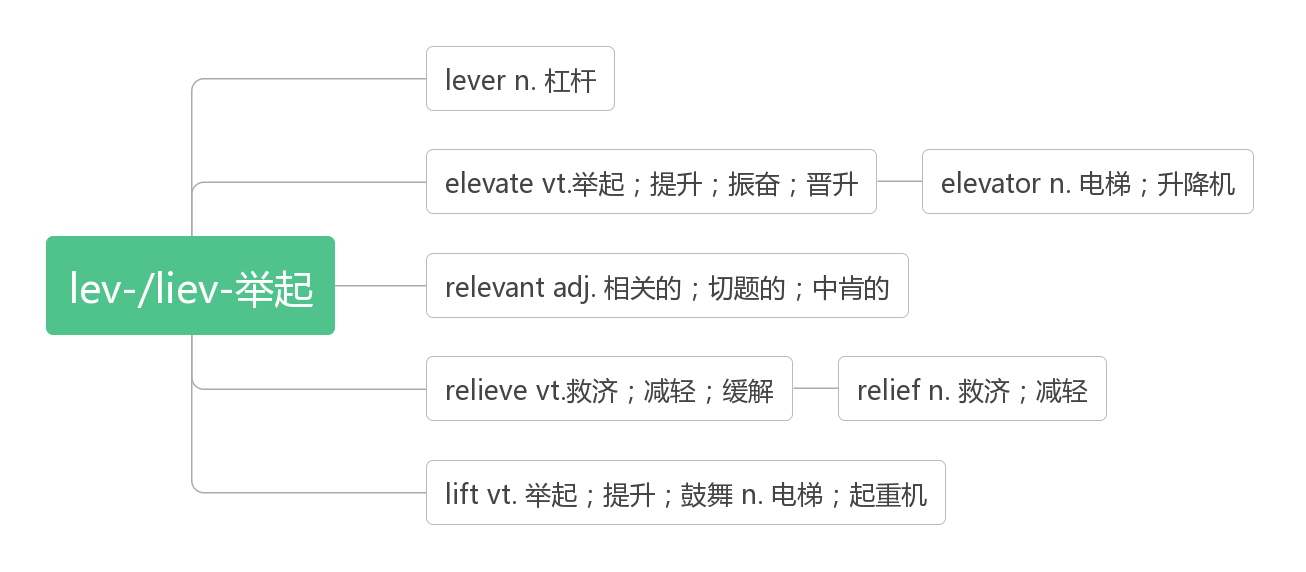 lever n. 杠杆
elevate vt.举起；提升；振奋；晋升
elevator n. 电梯；升降机
lev-/liev-举起
relevant adj. 相关的；切题的；中肯的
relieve vt.救济；减轻；缓解
relief n. 救济；减轻
lift vt. 举起；提升；鼓舞 n. 电梯；起重机